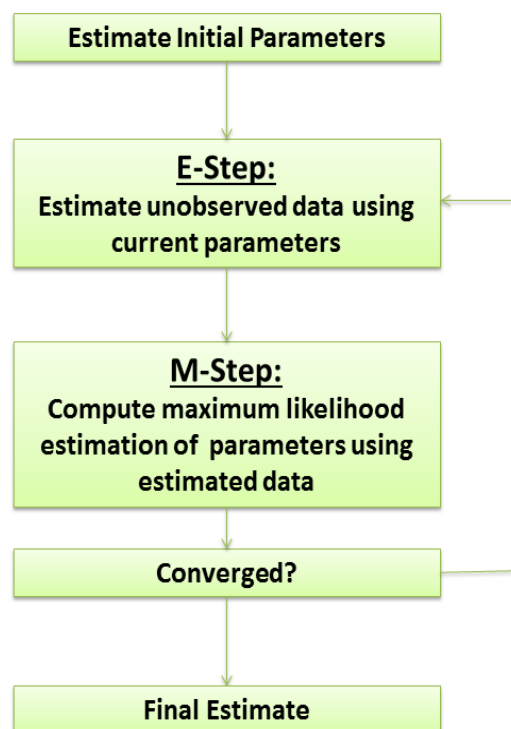 Estimate Initial Parameters
E-Step:
Estimate unobserved data using
current parameters
M-Step:
Compute maximum likelihood
estimation of parameters using
estimated data
Converged?
Final Estimate